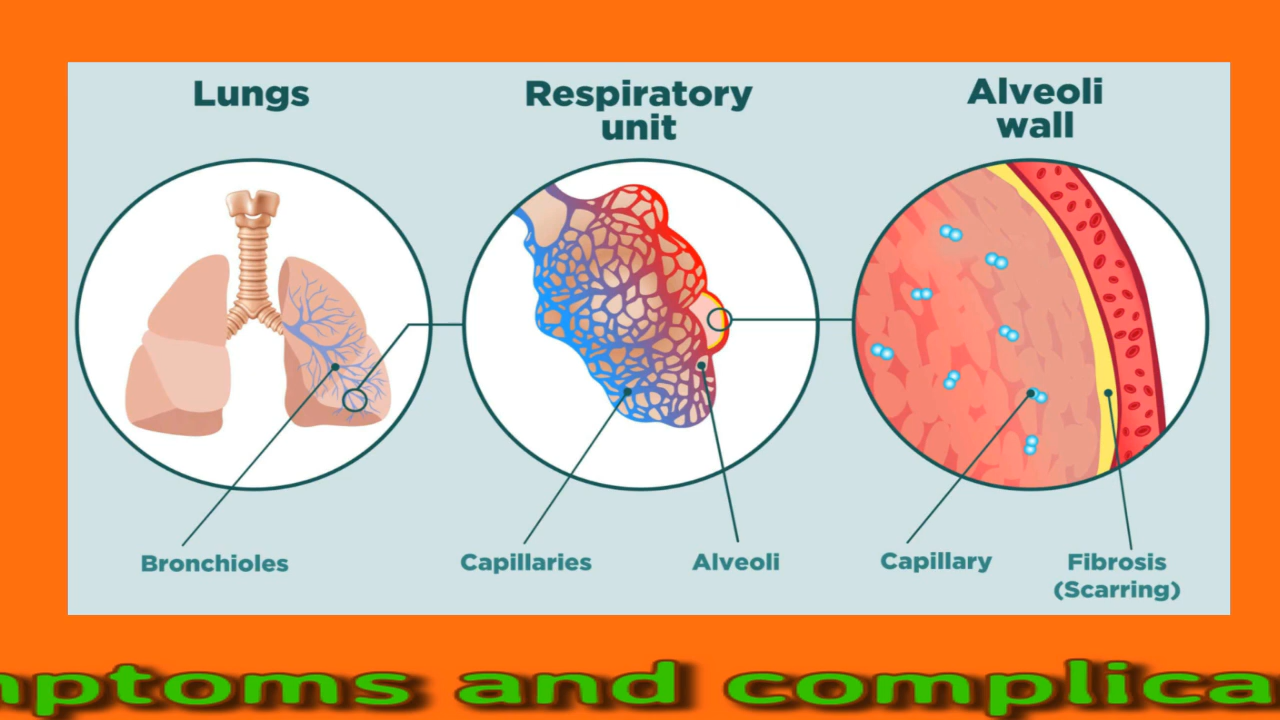 Lungs
Respiratory
unit
Alveoli
wall
Bronchioles
Capillaries
Alveoli
Capillary
Fibrosis
(Scarring)
mptoms and complica